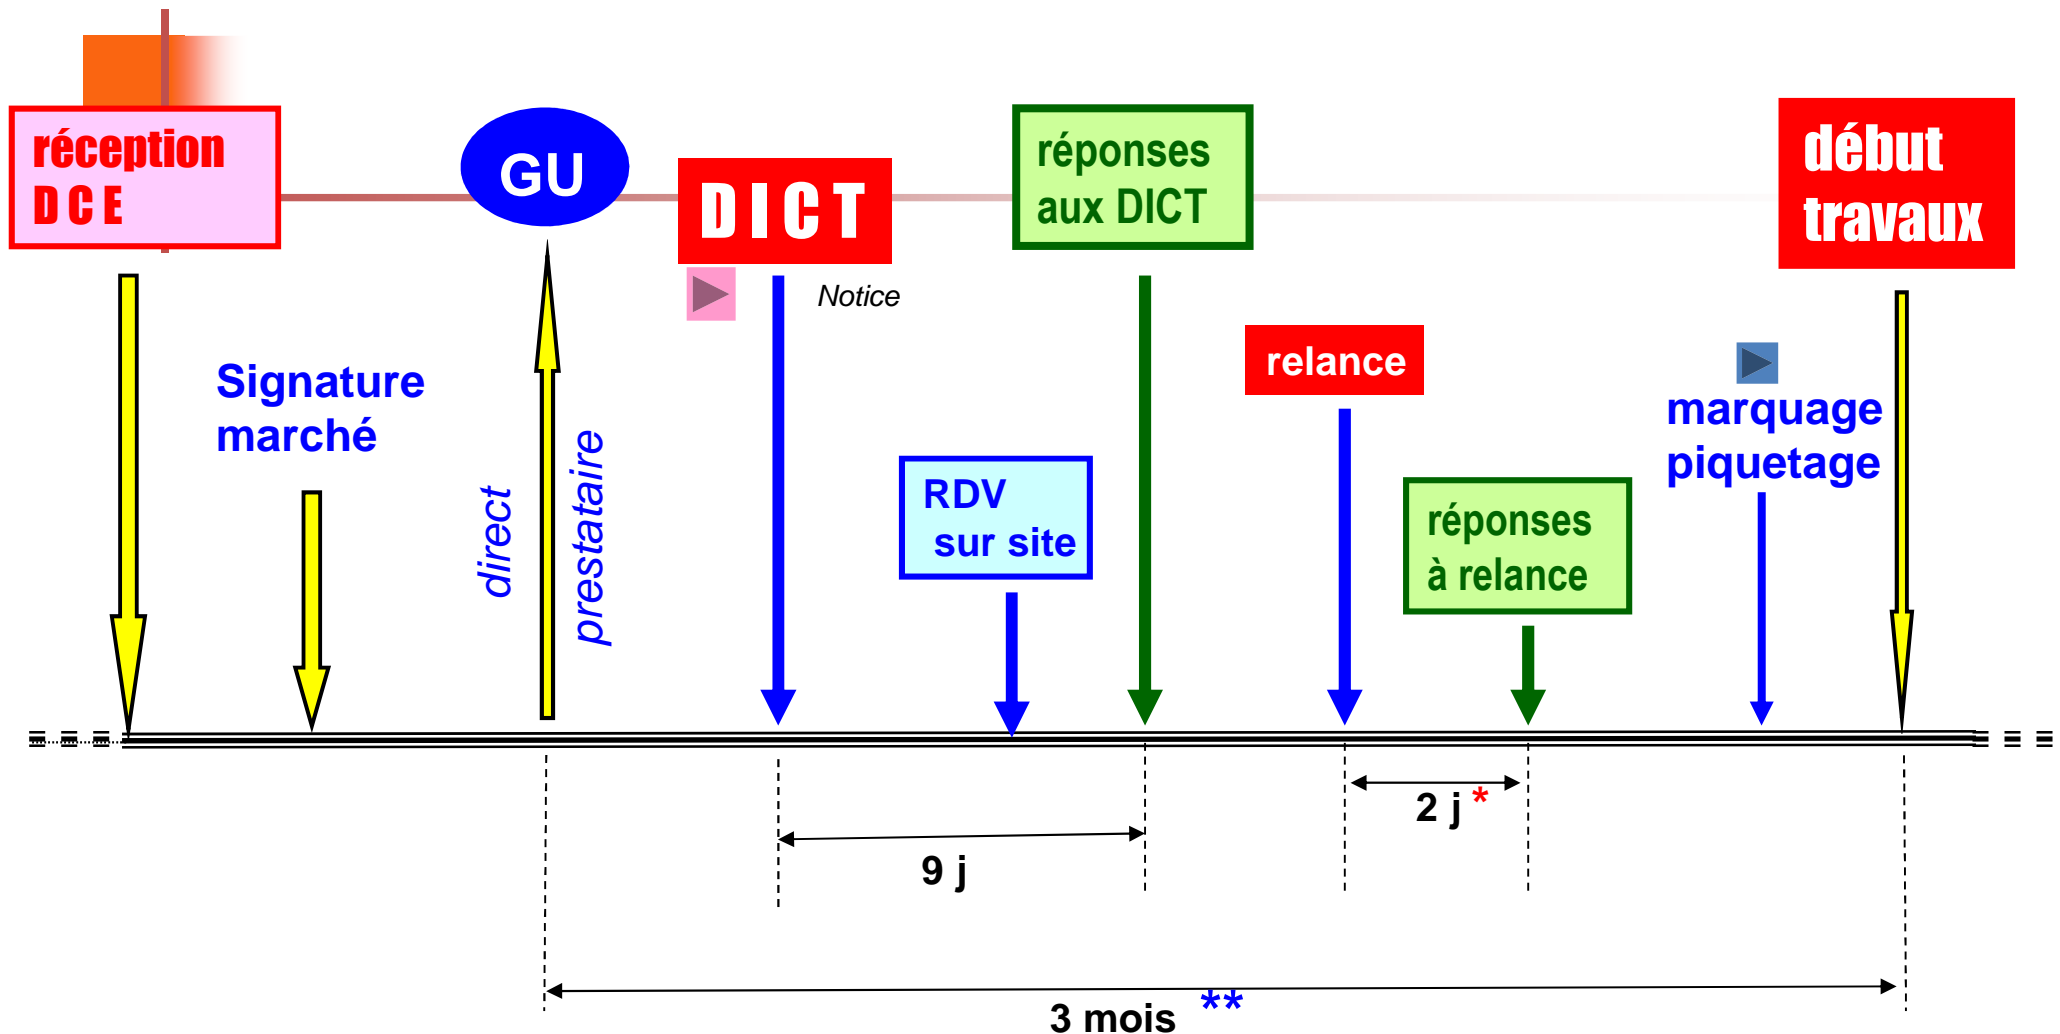 réception
D C E
GU
D I C T
réponses
aux DICT
début
travaux
Notice
Signature
marché
direct
prestataire
relance
RDV
sur site
marquage
piquetage
réponses
à relance
2 j *
9 j
3 mois **